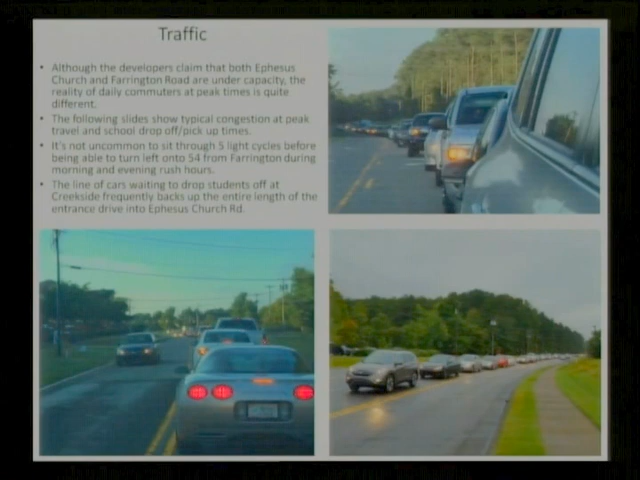 Traffic
• Although the developers claim that both Ephesus
Church and Farrington Road are under capacity, the
reality of daily commuters at peak times is quite
different.
• The following slides show typical congestion at peak
travel and school drop off/pick up times.
• It's not uncommon to sit through 5 light cycles before
being able to turn left onto 54 from Farrington during
morning and evening rush hours.
• The line of cars waiting to drop students off at
Creekside frequently backs up the entire length of the
entrance drive into Ephesus Church Rd.